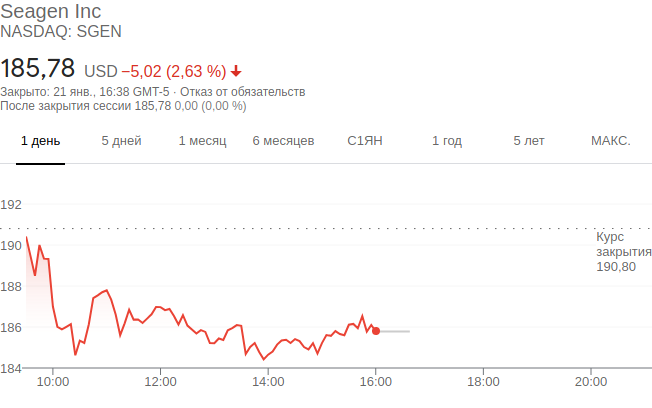 Seagen Inc
NASDAQ: SGEN
185,78 USD −5,02 (2,63 %)
Закрыто: 21 янв., 16:38 GMT-5 · Отказ от обязательств
После закрытия сессии 185,78 0,00 (0,00 %)
1 день 5 дней 1 месяц 6 месяцев С1ЯН 1 год 5 лет МАКС.
192
Курс
закрытия
190,80
190
188
186
184
10:00 12:00 14:00 16:00 18:00 20:00